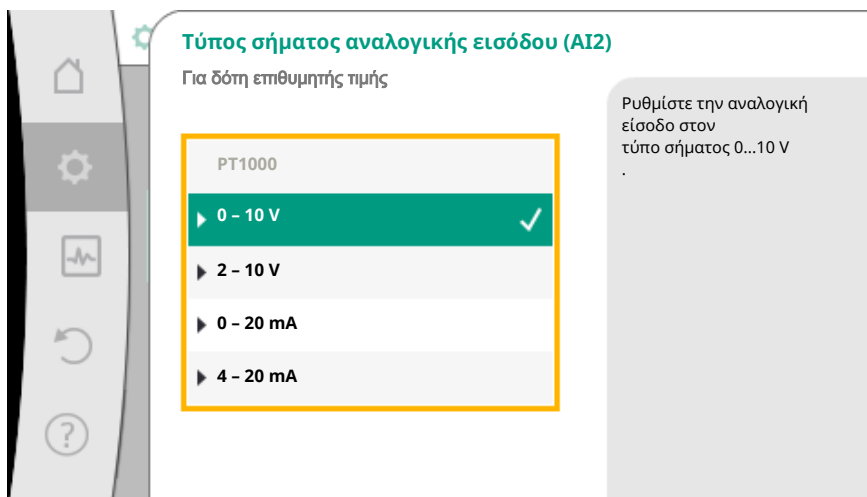 Τύπος σήματος αναλογικής εισόδου (AI2)
Για δότη επιθυμητής τιμής
PT1000
0 – 10 V
2 – 10 V
0 – 20 mA
4 – 20 mA
Ρυθμίστε την αναλογική
είσοδο στον
τύπο σήματος 0...10 V
.
?